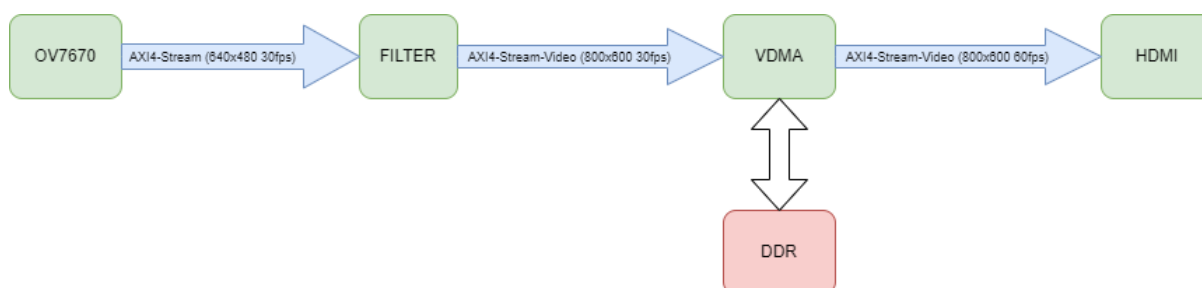 OV7670
AXI4-Stream (640x480 30fps)
FILTER
AXI4-Stream-Video (800x600 30fps)
VDMA
AXI4-Stream-Video (800x600 60fps)
HDMI
DDR